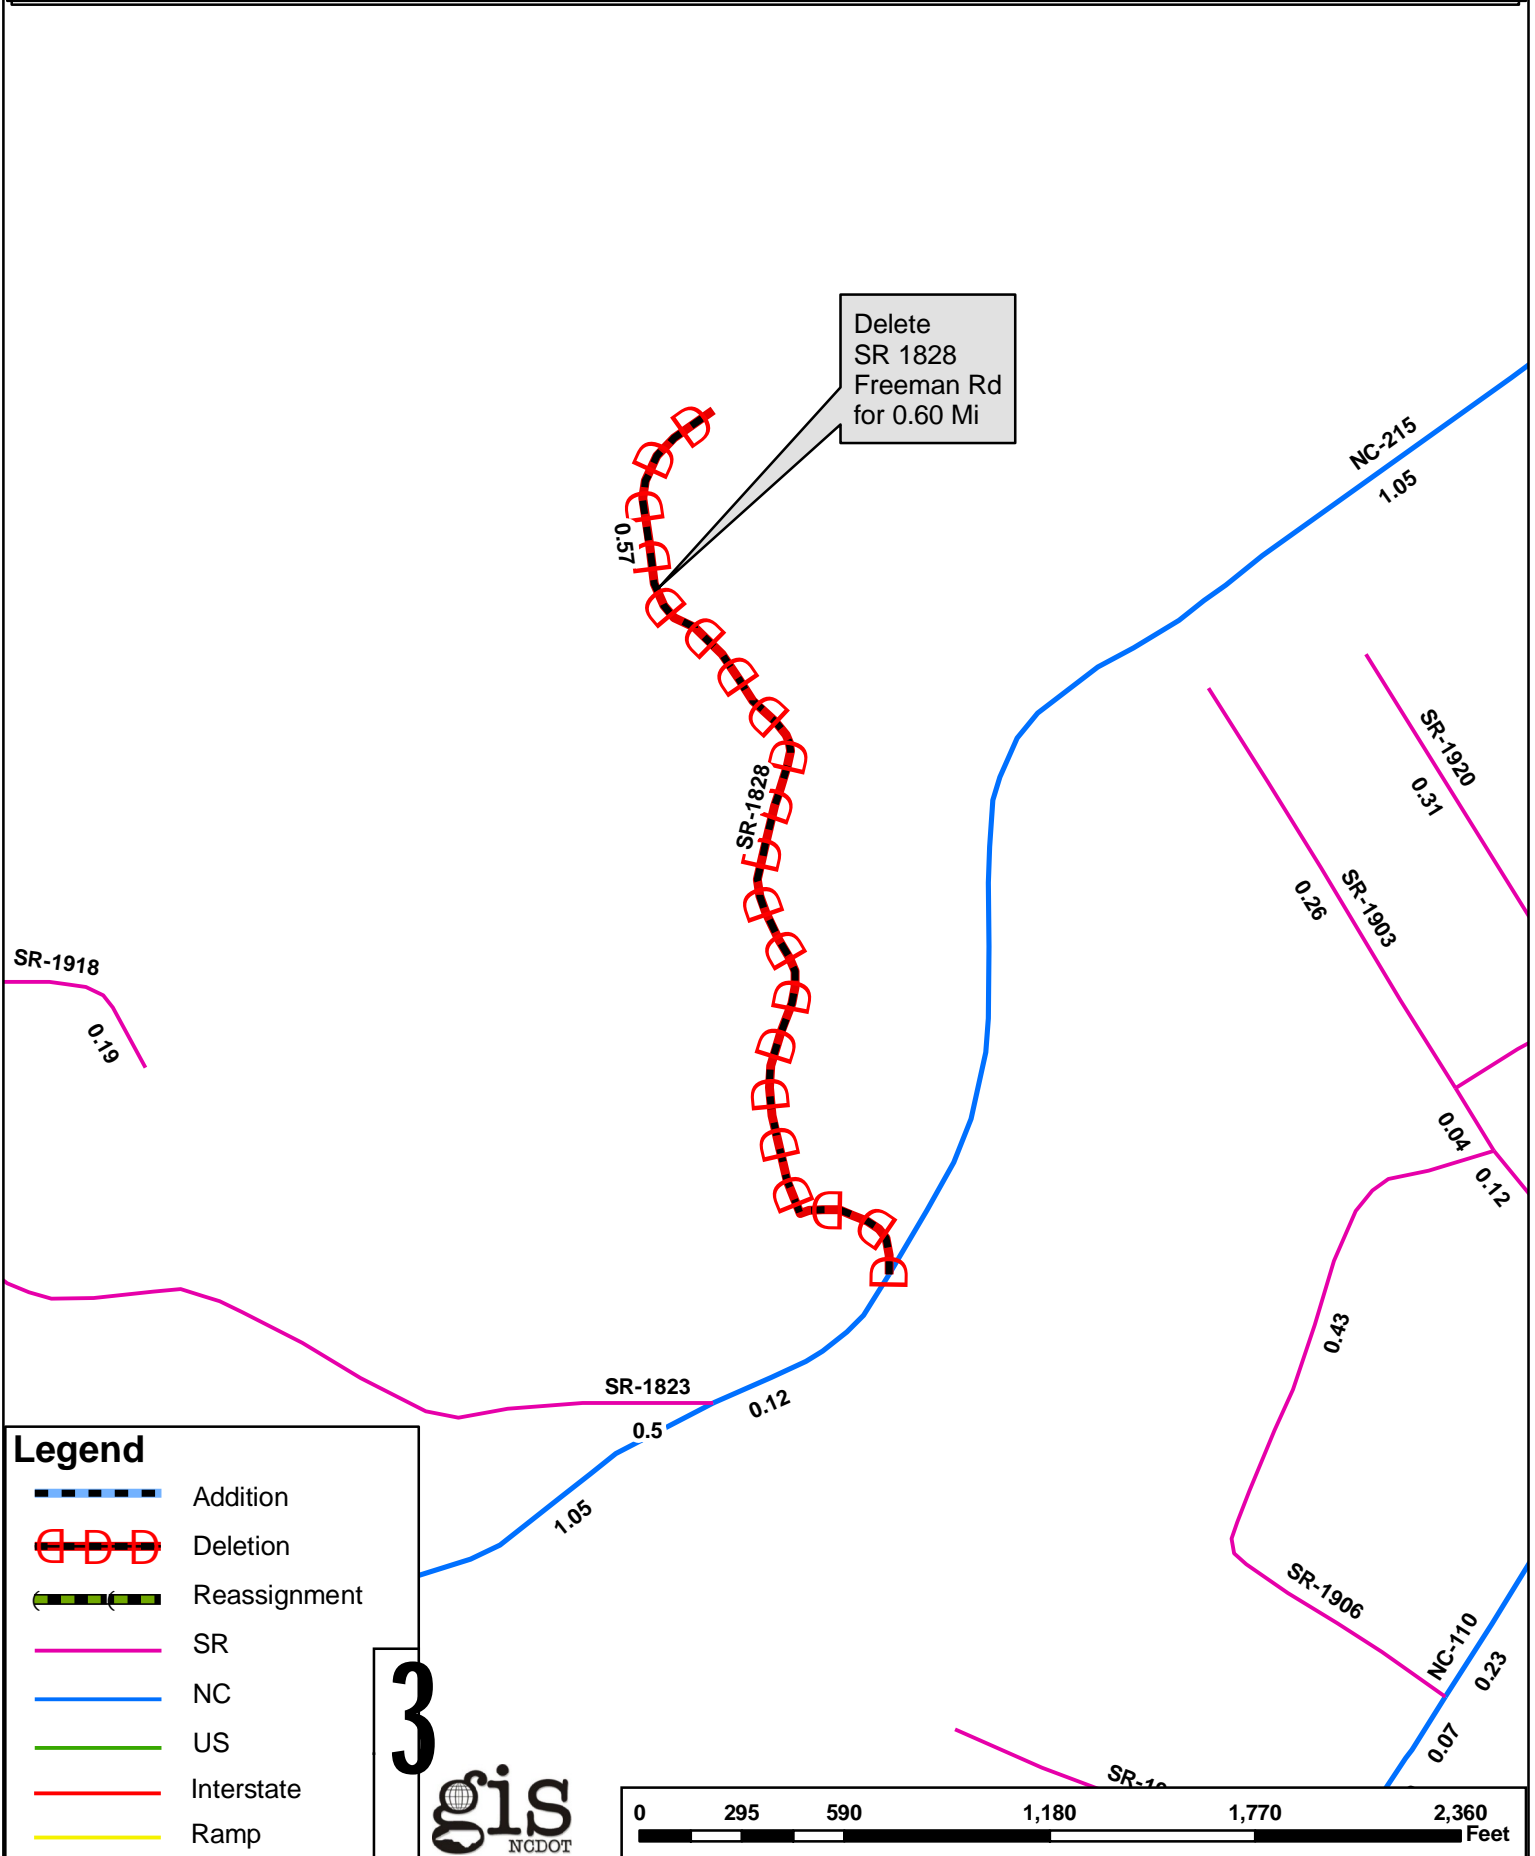 Delete
SR 1828
Freeman Rd
for 0.60 Mi
NC-215
1.05
0.57
SR-1920
0.31
SR-1828
SR-1903
0.26
SR-1918
0.19
0.04
0.12
0.43
SR-1823
0.12
0.5
1.05
SR-1906
NC-110
0.23
0.07
Legend
Addition
Deletion
Reassignment
SR
NC
US
Interstate
Ramp
3
gis
NCDOT
0 295 590 1,180 1,770 2,360
Feet